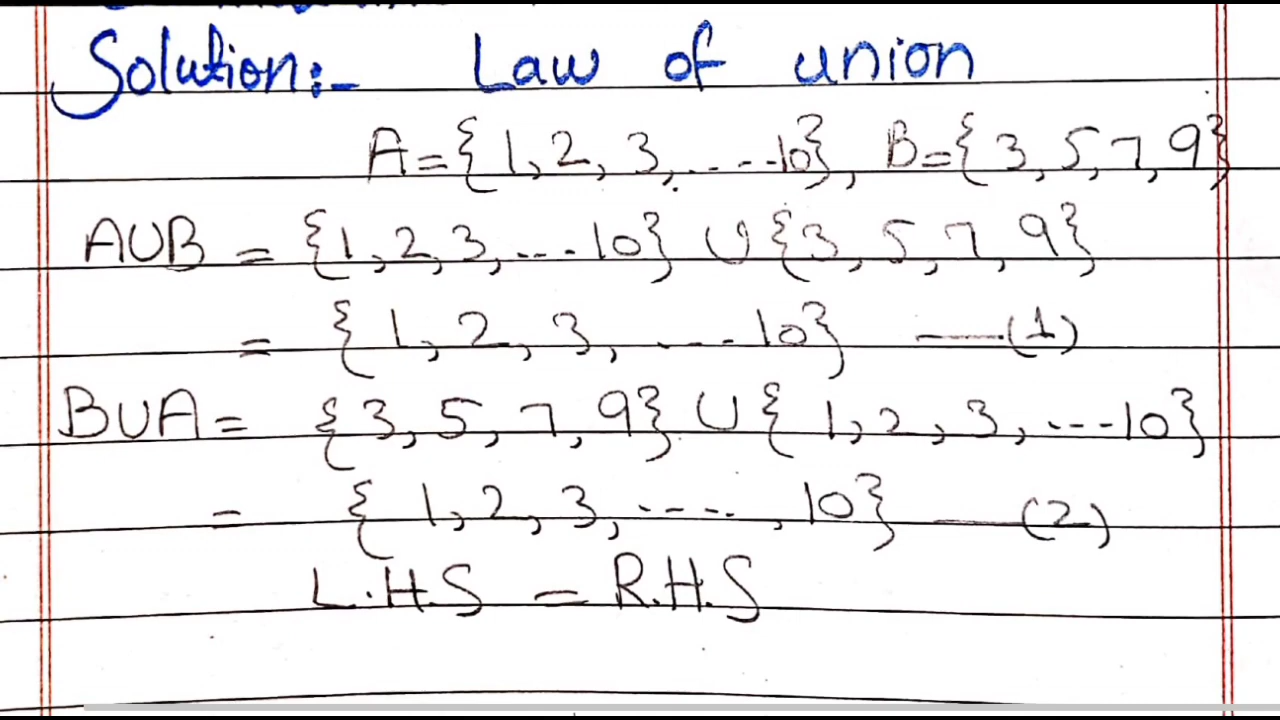 Solution:- Law of union
A={1,2,3,....10}, B={3,5,7,9}
AUB = {1,2,3,...10} U {3,5,7,9}
= {1,2,3,....10} —(1)
BUA = {3,5,7,9} U {1,2,3,...10}
= {1,2,3,.....,10} —(2)
L.H.S = R.H.S